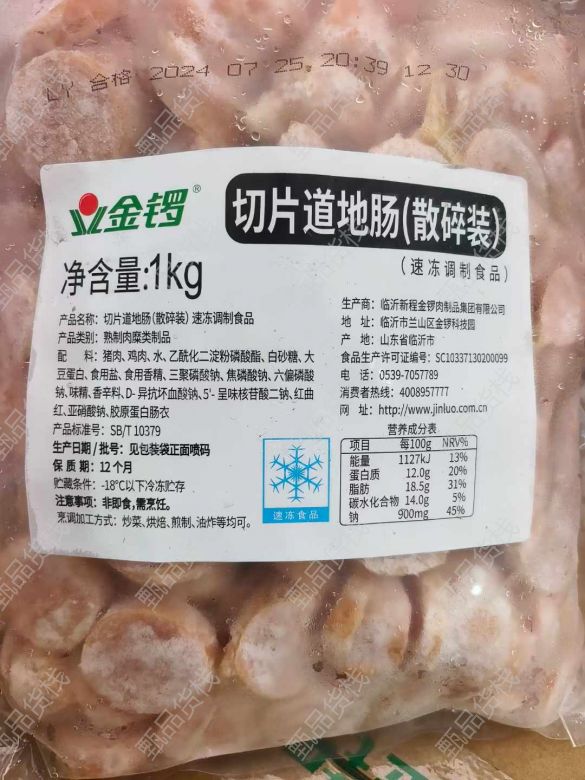 LY 合格 2024 07 25 20:39 12 30
金锣®
切片道地肠(散碎装)
(速冻调制食品)
净含量:1kg
产品名称: 切片道地肠(散碎装) 速冻调制食品
产品类别: 熟制肉糜类制品
配 料: 猪肉、鸡肉、水、乙酰化二淀粉磷酸酯、白砂糖、大
豆蛋白、食用盐、食用香精、三聚磷酸钠、焦磷酸钠、六偏磷酸
钠、味精、香辛料、D- 异抗坏血酸钠、5'- 呈味核苷酸二钠、红曲
红、亚硝酸钠、胶原蛋白肠衣
产品标准号: SB/T 10379
生产日期 / 批号: 见包装袋正面喷码
保 质 期: 12 个月
贮藏条件: -18℃以下冷冻贮存
注意事项: 非即食,需烹饪。
烹调加工方式: 炒菜、烘焙、煎制、油炸等均可。
生产商: 临沂新程金锣肉制品集团有限公司
地 址: 临沂市兰山区金锣科技园
产 地: 山东省临沂市
食品生产许可证编号: SC10337130200099
电 话: 0539-7057789
消费者热线: 4008957777
网 址: http://www.jinluo.com.cn
营养成分表
项目 每100g NRV%
能量 1127kJ 13%
蛋白质 12.0g 20%
脂肪 18.5g 31%
碳水化合物 14.0g 5%
钠 900mg 45%
速冻食品
甄品货栈